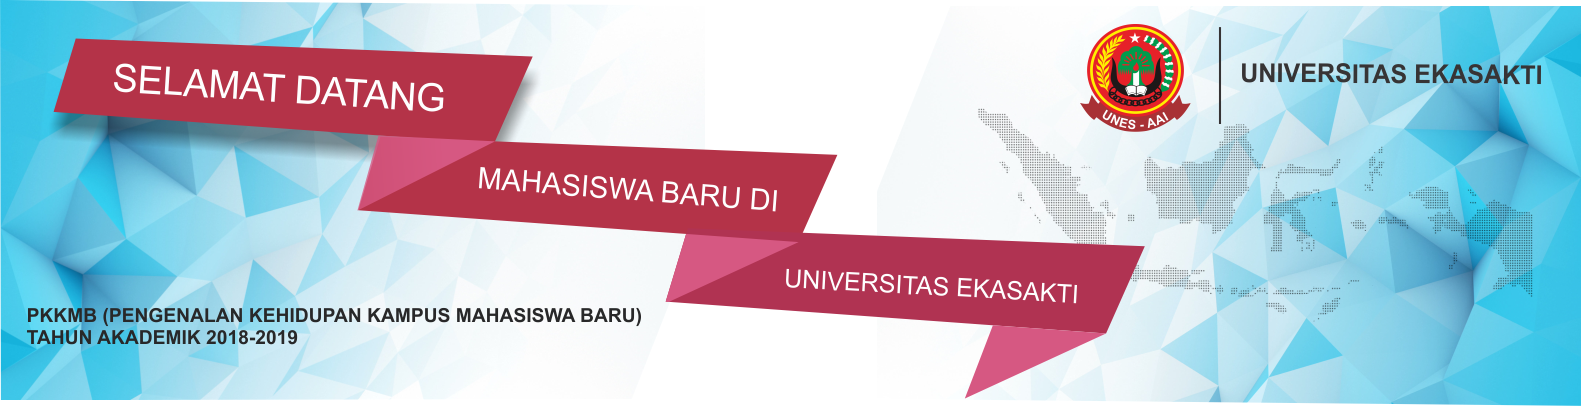 SELAMAT DATANG
MAHASISWA BARU DI
UNIVERSITAS EKASAKTI
PKKMB (PENGENALAN KEHIDUPAN KAMPUS MAHASISWA BARU)
TAHUN AKADEMIK 2018-2019
UNES - AAI
UNIVERSITAS EKASAKTI